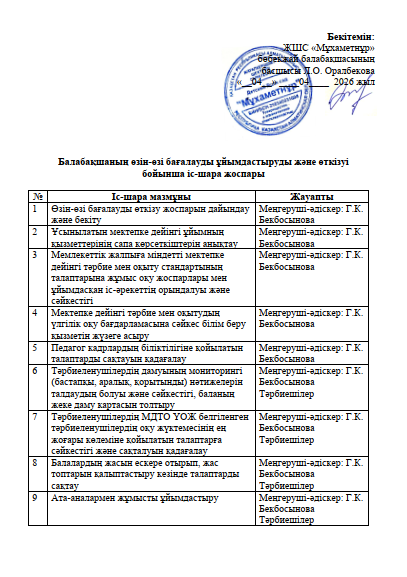 Бекітемін:
ЖШС «Мұхаметнұр»
бөбекжай балабақшасының
басшысы Л.О. Оралбекова
«__04__»____04____ 2026 жыл
Мұхаметнұр
Балабақшаның өзін-өзі бағалауды ұйымдастыруды және өткізуі
бойынша іс-шара жоспары
№ Іс-шара мазмұны Жауапты
1 Өзін-өзі бағалауды өткізу жоспарын дайындау Меңгеруші-әдіскер: Г.К.
және бекіту Бекбосынова
2 Ұсынылатын мектепке дейінгі ұйымның Меңгеруші-әдіскер: Г.К.
қызметтерінің сапа көрсеткіштерін анықтау Бекбосынова
3 Мемлекеттік жалпыға міндетті мектепке Меңгеруші-әдіскер: Г.К.
дейінгі тәрбие мен оқыту стандартының Бекбосынова
талаптарына жұмыс оқу жоспарлары мен
ұйымдасқан іс-әрекеттің орындалуы және
сәйкестігі
4 Мектепке дейінгі тәрбие мен оқытудың Меңгеруші-әдіскер: Г.К.
үлгілік оқу бағдарламасына сәйкес білім беру Бекбосынова
қызметін жүзеге асыру
5 Педагог кадрлардың біліктілігіне қойылатын Меңгеруші-әдіскер: Г.К.
талаптарды сақтауын қадағалау Бекбосынова
6 Тәрбиеленушілердің дамуының мониторингі Меңгеруші-әдіскер: Г.К.
(бастапқы, аралық, қорытынды) нәтижелерін Бекбосынова
талдаудың болуы және сәйкестігі, баланың Тәрбиешілер
жеке даму картасын толтыру
7 Тәрбиеленушілердің МДТО ҮОЖ белгіленген Меңгеруші-әдіскер: Г.К.
тәрбиеленушілердің оқу жүктемесінің ең Бекбосынова
жоғары көлеміне қойылатын талаптарға Тәрбиешілер
сәйкестігі және сақталуын қадағалау
8 Балалардың жасын ескере отырып, жас Меңгеруші-әдіскер: Г.К.
топтарын қалыптастыру кезінде талаптарды Бекбосынова
сақтау Тәрбиешілер
9 Ата-аналармен жұмысты ұйымдастыру Меңгеруші-әдіскер: Г.К.
Бекбосынова
Тәрбиешілер